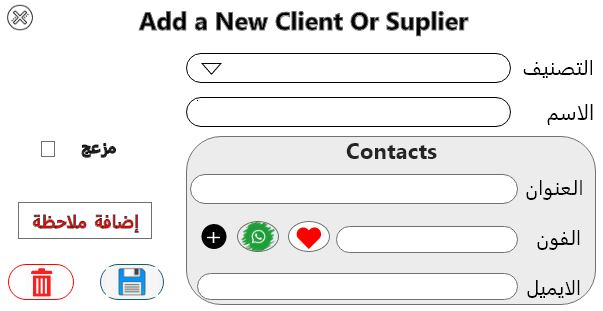 Add a New Client Or Suplier
التصنيف
الاسم
مزعج
Contacts
العنوان
إضافة ملاحظة
الفون
الايميل